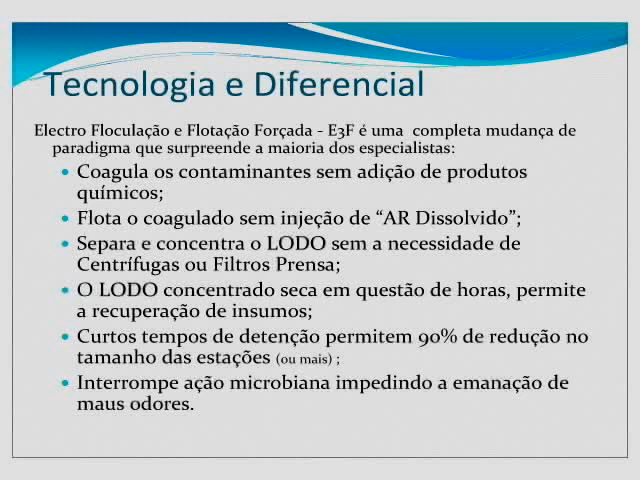 Tecnologia e Diferencial
Electro Floculação e Flotação Forçada - E3F é uma completa mudança de
paradigma que surpreende a maioria dos especialistas:
• Coagula os contaminantes sem adição de produtos
químicos;
• Flota o coagulado sem injeção de “AR Dissolvido”;
• Separa e concentra o LODO sem a necessidade de
Centrífugas ou Filtros Prensa;
• O LODO concentrado seca em questão de horas, permite
a recuperação de insumos;
• Curtos tempos de detenção permitem 90% de redução no
tamanho das estações (ou mais) ;
• Interrompe ação microbiana impedindo a emanação de
maus odores.